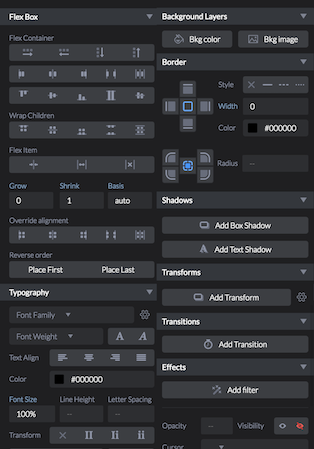 Flex Box
Flex Container
Wrap Children
Flex Item
Grow Shrink Basis
0 1 auto
Override alignment
Reverse order
Place First Place Last
Typography
Font Family
Font Weight A A
Text Align
Color #000000
Font Size Line Height Letter Spacing
100% -- --
Transform
Background Layers
Bkg color Bkg image
Border
Style
Width 0
Color #000000
Radius --
Shadows
Add Box Shadow
Add Text Shadow
Transforms
Add Transform
Transitions
Add Transition
Effects
Add filter
Opacity -- Visibility
Cursor